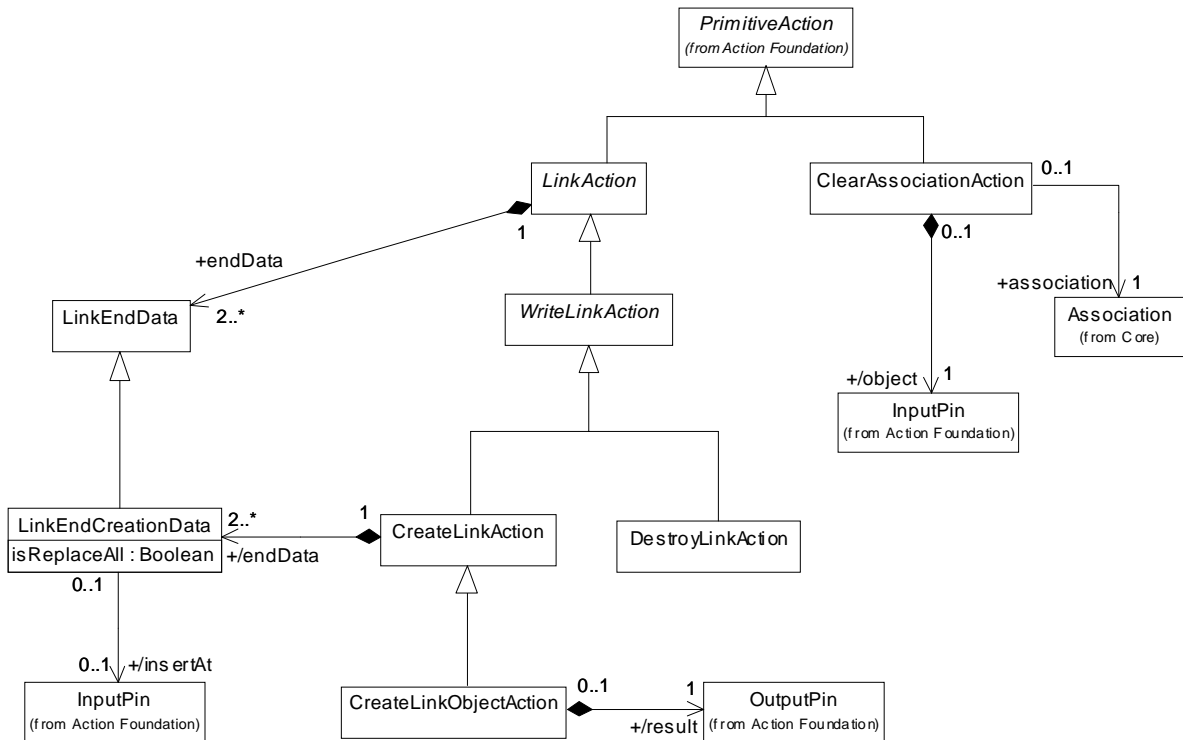 PrimitiveAction
(from Action Foundation)
LinkAction
ClearAssociationAction
0..1
1
0..1
+endData
+association
1
LinkEndData
2..*
WriteLinkAction
Association
(from Core)
+/object
1
InputPin
(from Action Foundation)
LinkEndCreationData
2..*
1
CreateLinkAction
DestroyLinkAction
isReplaceAll : Boolean
+/endData
0..1
0..1
+/insertAt
InputPin
(from Action Foundation)
CreateLinkObjectAction
0..1
1
+/result
OutputPin
(from Action Foundation)